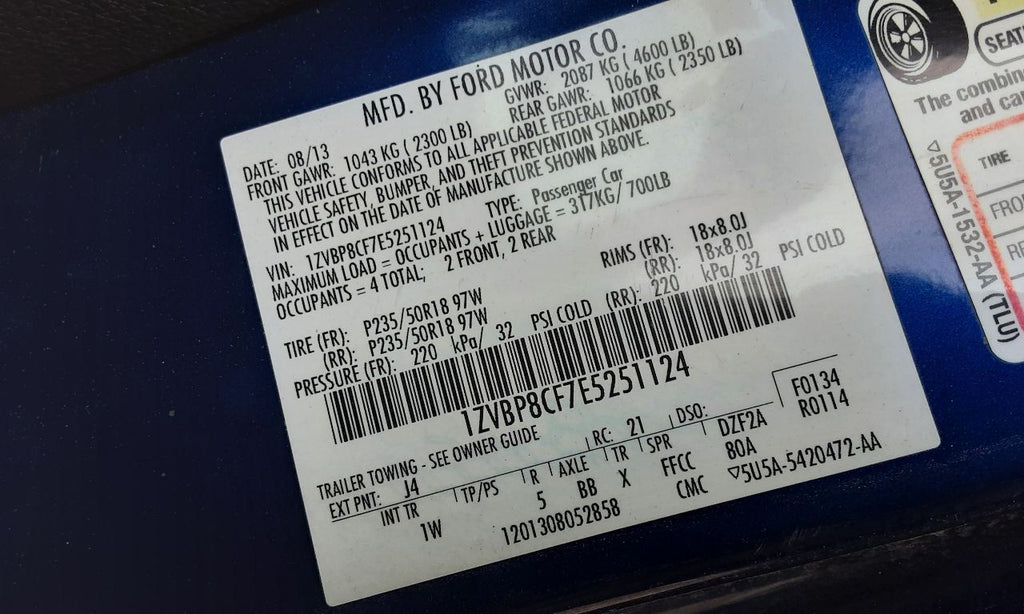 MFD. BY FORD MOTOR CO.
DATE: 08/13 GVWR: 2087 KG ( 4600 LB)
FRONT GAWR: 1043 KG ( 2300 LB) REAR GAWR: 1066 KG ( 2350 LB)
THIS VEHICLE CONFORMS TO ALL APPLICABLE FEDERAL MOTOR
VEHICLE SAFETY, BUMPER, AND THEFT PREVENTION STANDARDS
IN EFFECT ON THE DATE OF MANUFACTURE SHOWN ABOVE.
VIN: 1ZVBP8CF7E5251124 TYPE: Passenger Car
MAXIMUM LOAD = OCCUPANTS + LUGGAGE = 317KG/ 700LB
OCCUPANTS = 4 TOTAL; 2 FRONT, 2 REAR
TIRE (FR): P235/50R18 97W RIMS (FR): 18x8.0J
(RR): P235/50R18 97W (RR): 18x8.0J
PRESSURE (FR): 220 kPa/ 32 PSI COLD (RR): 220 kPa/ 32 PSI COLD
1ZVBP8CF7E5251124
TRAILER TOWING - SEE OWNER GUIDE
F0134
R0114
EXT PNT: J4 RC: 21 DSO:
INT TR TP/PS R AXLE TR SPR DZF2A
1W 5 BB X FFCC 80A
1201308052858 CMC ▽5U5A-5420472-AA
SEATI
The combin
and car
TIRE
FRO
RE
▽5U5A-1532-AA (TLU)